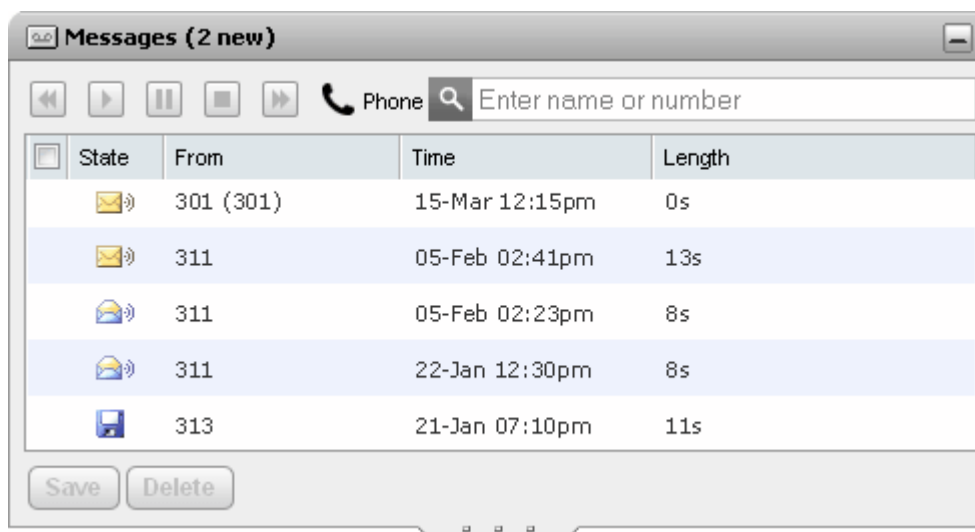 Messages (2 new)
Phone Enter name or number
State From Time Length
301 (301) 15-Mar 12:15pm 0s
311 05-Feb 02:41pm 13s
311 05-Feb 02:23pm 8s
311 22-Jan 12:30pm 8s
313 21-Jan 07:10pm 11s
Save Delete